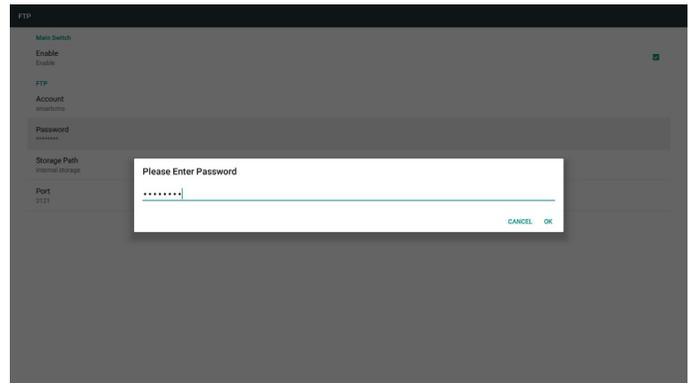 FTP
Main Switch
Enable
Enable
FTP
Account
smartcms
Password
********
Storage Path
Internal storage
Port
2121
Please Enter Password
••••••••
CANCEL OK